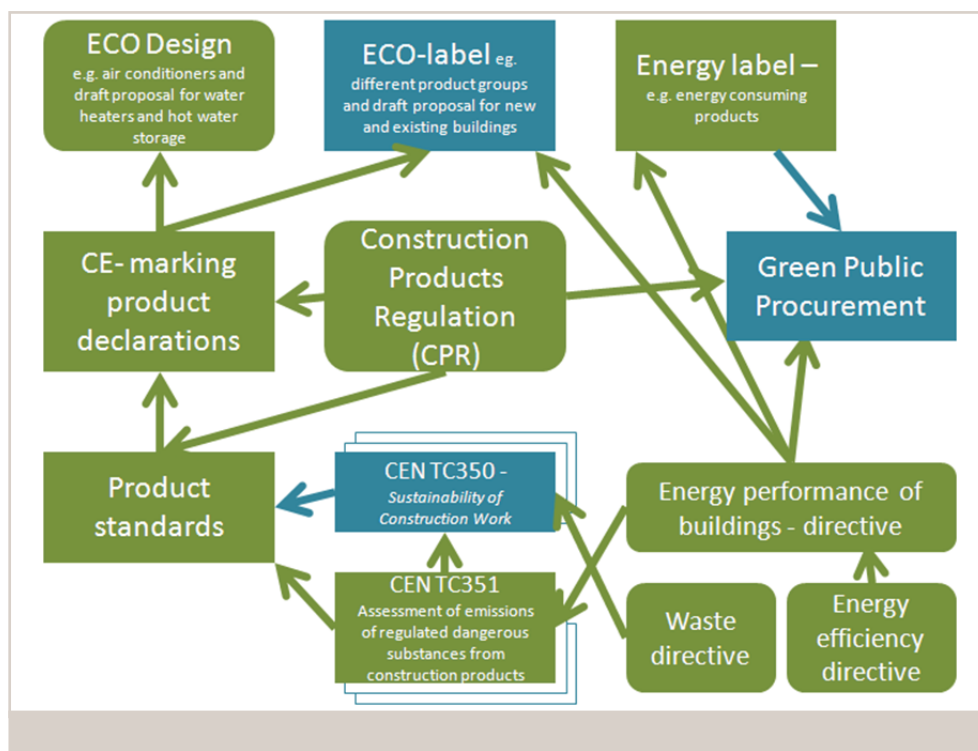 ECO Design
e.g. air conditioners and
draft proposal for water
heaters and hot water
storage
ECO-label eg.
different product groups
and draft proposal for new
and existing buildings
Energy label –
e.g. energy consuming
products
CE- marking
product
declarations
Construction
Products
Regulation
(CPR)
Green Public
Procurement
Product
standards
CEN TC350 -
Sustainability of
Construction Work
Energy performance of
buildings - directive
CEN TC351
Assessment of emissions
of regulated dangerous
substances from
construction products
Waste
directive
Energy
efficiency
directive